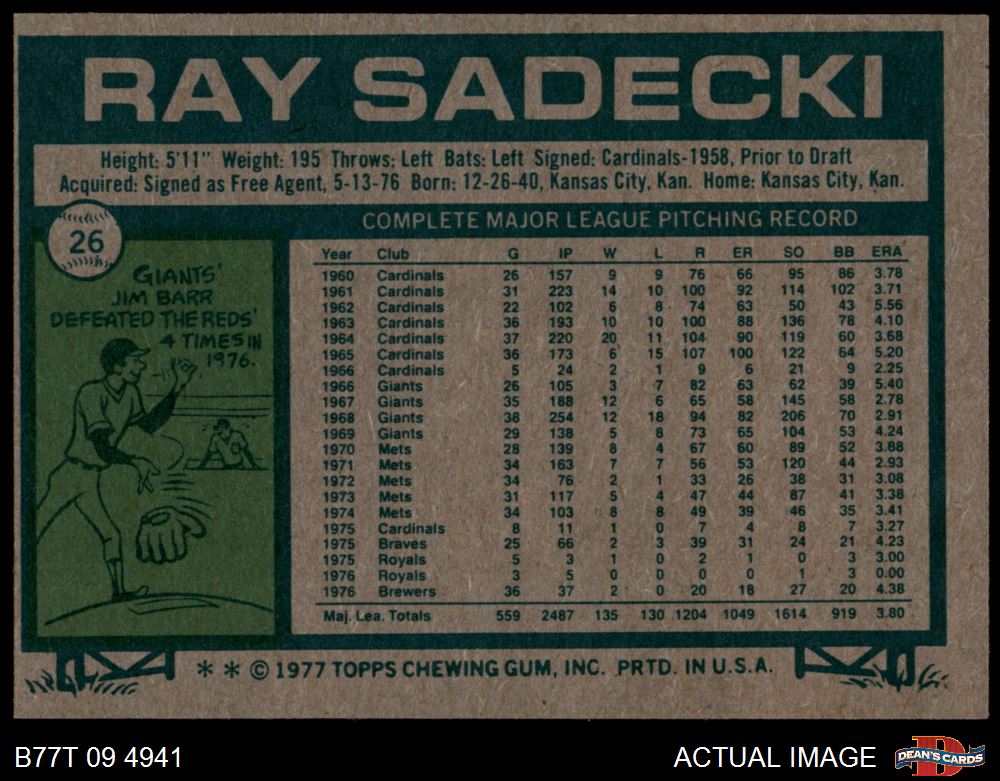 RAY SADECKI
Height: 5'11" Weight: 195 Throws: Left Bats: Left Signed: Cardinals-1958, Prior to Draft
Acquired: Signed as Free Agent, 5-13-76 Born: 12-26-40, Kansas City, Kan. Home: Kansas City, Kan.
26
GIANTS'
JIM BARR
DEFEATED THE REDS'
4 TIMES IN
1976.
COMPLETE MAJOR LEAGUE PITCHING RECORD
Year Club G IP W L R ER SO BB ERA
1960 Cardinals 26 157 9 9 76 66 95 86 3.78
1961 Cardinals 31 223 14 10 100 92 114 102 3.71
1962 Cardinals 22 102 6 8 74 63 50 43 5.56
1963 Cardinals 36 193 10 10 100 88 136 78 4.10
1964 Cardinals 37 220 20 11 104 90 119 60 3.68
1965 Cardinals 36 173 6 15 107 100 122 64 5.20
1966 Cardinals 5 24 2 1 9 6 21 9 2.25
1966 Giants 26 105 3 7 82 63 62 39 5.40
1967 Giants 35 188 12 6 65 58 145 58 2.78
1968 Giants 38 254 12 18 94 82 206 70 2.91
1969 Giants 29 138 5 8 73 65 104 53 4.24
1970 Mets 28 139 8 4 67 60 89 52 3.88
1971 Mets 34 163 7 7 56 53 120 44 2.93
1972 Mets 34 76 2 1 33 26 38 31 3.08
1973 Mets 31 117 5 4 47 44 87 41 3.38
1974 Mets 34 103 8 8 49 39 46 35 3.41
1975 Cardinals 8 11 1 0 7 4 8 7 3.27
1975 Braves 25 66 2 3 39 31 24 21 4.23
1975 Royals 5 3 1 0 2 1 0 3 3.00
1976 Royals 3 5 0 0 0 0 1 3 0.00
1976 Brewers 36 37 2 0 20 18 27 20 4.38
Maj. Lea. Totals 559 2487 135 130 1204 1049 1614 919 3.80
* * © 1977 TOPPS CHEWING GUM, INC. PRTD. IN U.S.A.
B77T 09 4941
ACTUAL IMAGE
D
DEAN'S CARDS